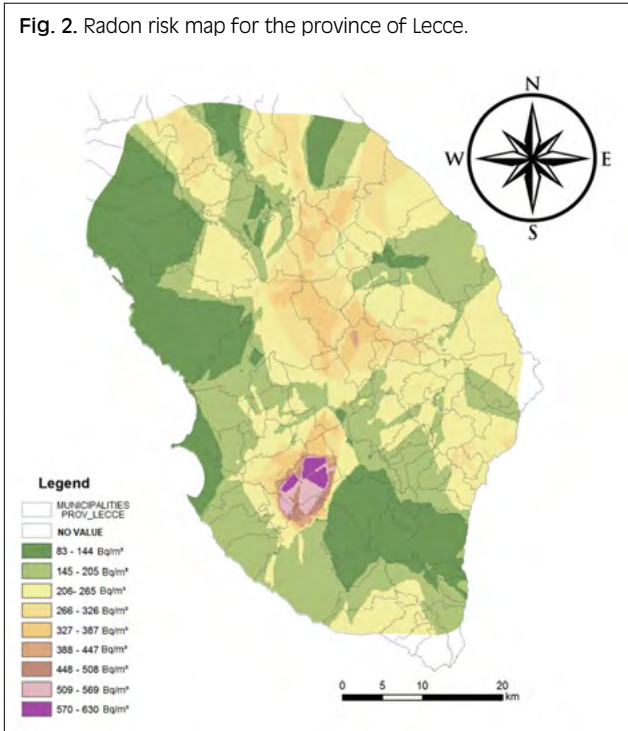 Fig. 2. Radon risk map for the province of Lecce.
N
W E
S
Legend
MUNICIPALITIES
PROV_LECCE
NO VALUE
83 - 144 Bq/m³
145 - 205 Bq/m³
206- 265 Bq/m³
266 - 326 Bq/m³
327 - 387 Bq/m³
388 - 447 Bq/m³
448 - 508 Bq/m³
509 - 569 Bq/m³
570 - 630 Bq/m³
0 5 10 20
km